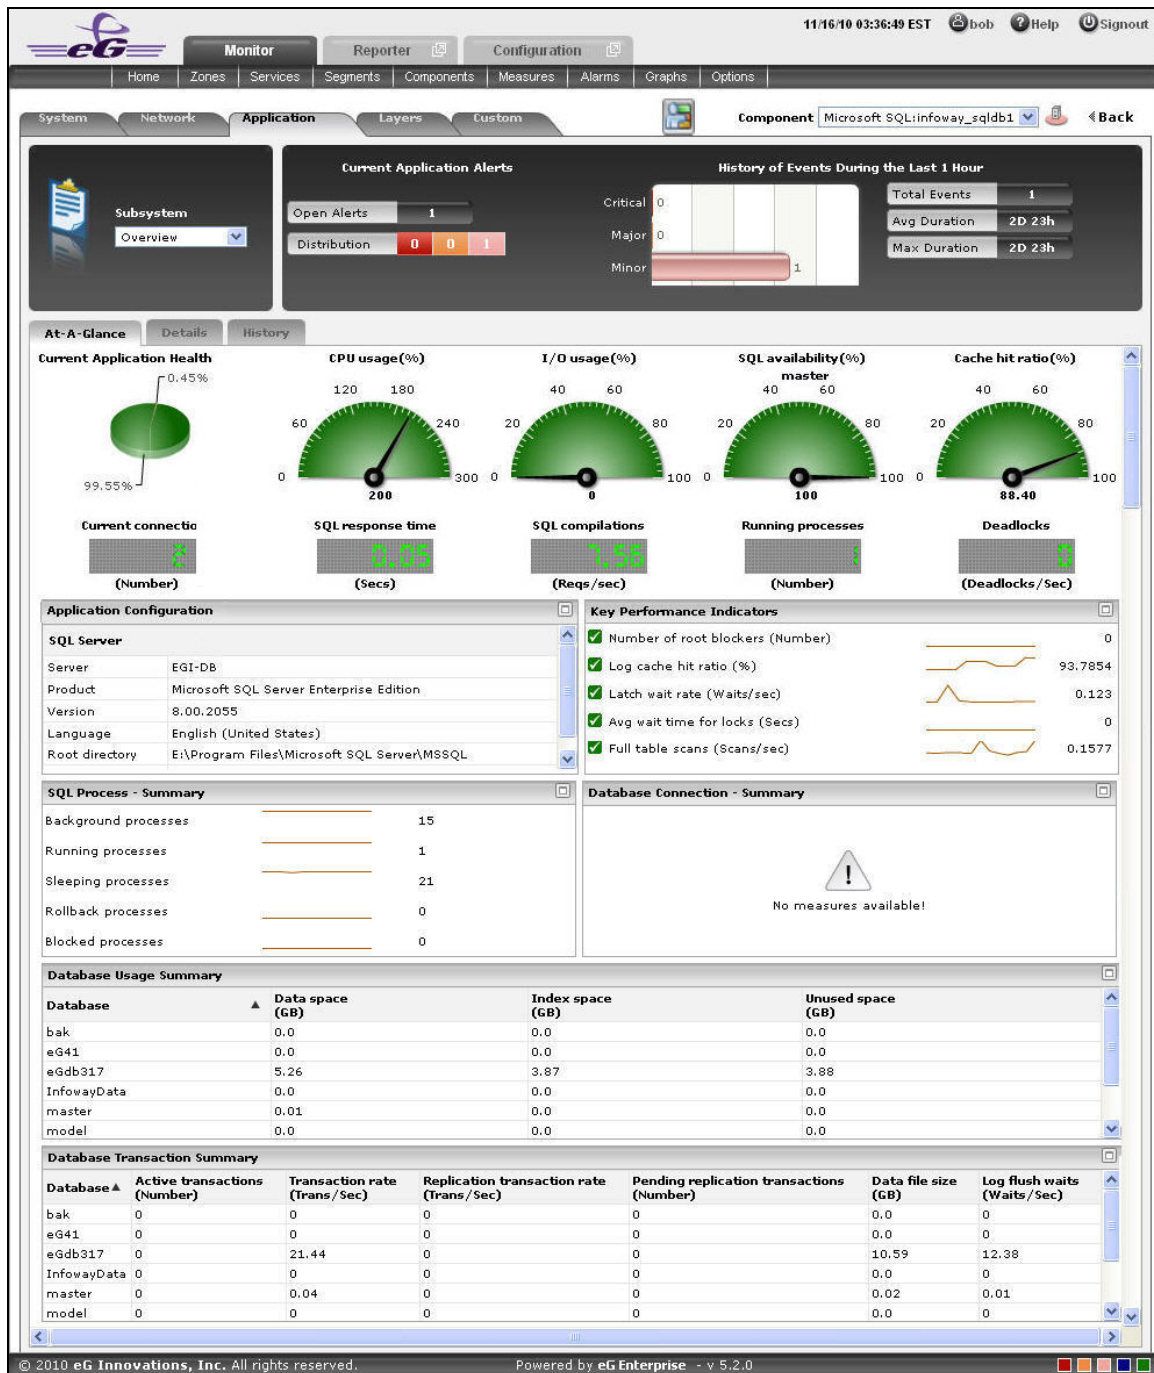 11/16/10 03:36:49 EST bob Help Signout
eG
Monitor Reporter Configuration
Home Zones Services Segments Components Measures Alarms Graphs Options
System Network Application Layers Custom Component Microsoft SQL:infoway_sqldb1 Back
Current Application Alerts History of Events During the Last 1 Hour
Subsystem
Overview
Open Alerts 1
Distribution 0 0 1
Critical 0
Major 0
Minor 1
Total Events 1
Avg Duration 2D 23h
Max Duration 2D 23h
At-A-Glance Details History
Current Application Health CPU usage(%) I/O usage(%) SQL availability(%) Cache hit ratio(%)
master
0.45%
99.55%
0 60 120 180 240 300
200
0 20 40 60 80 100
0
0 20 40 60 80 100
100
0 20 40 60 80 100
88.40
Current connectio SQL response time SQL compilations Running processes Deadlocks
2 0.05 7.56 1 0
(Number) (Secs) (Reqs/sec) (Number) (Deadlocks/Sec)
Application Configuration
SQL Server
Server EGI-DB
Product Microsoft SQL Server Enterprise Edition
Version 8.00.2055
Language English (United States)
Root directory E:\Program Files\Microsoft SQL Server\MSSQL
Key Performance Indicators
Number of root blockers (Number) 0
Log cache hit ratio (%) 93.7854
Latch wait rate (Waits/sec) 0.123
Avg wait time for locks (Secs) 0
Full table scans (Scans/sec) 0.1577
SQL Process - Summary
Background processes 15
Running processes 1
Sleeping processes 21
Rollback processes 0
Blocked processes 0
Database Connection - Summary
No measures available!
Database Usage Summary
Database Data space (GB) Index space (GB) Unused space (GB)
bak 0.0 0.0 0.0
eG41 0.0 0.0 0.0
eGdb317 5.26 3.87 3.88
InfowayData 0.0 0.0 0.0
master 0.01 0.0 0.0
model 0.0 0.0 0.0
Database Transaction Summary
Database Active transactions (Number) Transaction rate (Trans/Sec) Replication transaction rate (Trans/Sec) Pending replication transactions (Number) Data file size (GB) Log flush waits (Waits/Sec)
bak 0 0 0 0 0.0 0
eG41 0 0 0 0 0.0 0
eGdb317 0 21.44 0 0 10.59 12.38
InfowayData 0 0 0 0 0.0 0
master 0 0.04 0 0 0.02 0.01
model 0 0 0 0 0.0 0
© 2010 eG Innovations, Inc. All rights reserved. Powered by eG Enterprise - v 5.2.0